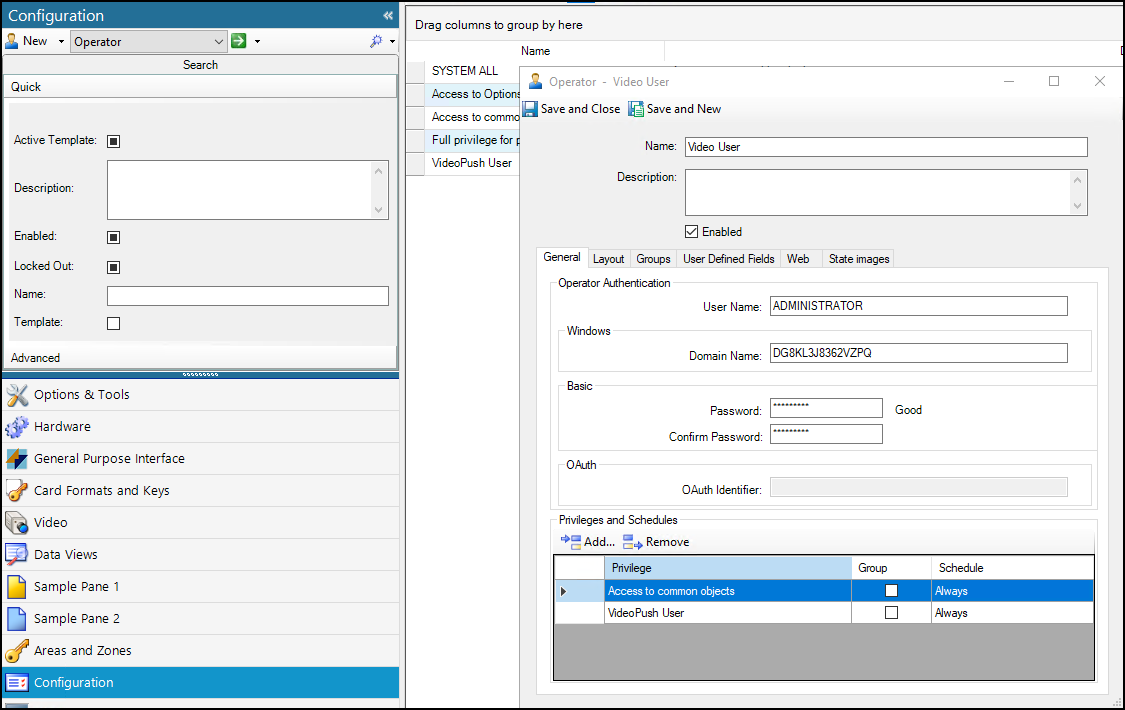 Configuration
New
Operator
Search
Quick
Active Template:
Description:
Enabled:
Locked Out:
Name:
Template:
Advanced
Options & Tools
Hardware
General Purpose Interface
Card Formats and Keys
Video
Data Views
Sample Pane 1
Sample Pane 2
Areas and Zones
Configuration
Drag columns to group by here
Name
SYSTEM ALL
Access to Options
Access to commo
Full privilege for p
VideoPush User
Operator - Video User
Save and Close
Save and New
Name: Video User
Description:
Enabled
General Layout Groups User Defined Fields Web State images
Operator Authentication
User Name: ADMINISTRATOR
Windows
Domain Name: DG8KL3J8362VZPQ
Basic
Password: ********* Good
Confirm Password: *********
OAuth
OAuth Identifier:
Privileges and Schedules
Add... Remove
Privilege Group Schedule
Access to common objects Always
VideoPush User Always